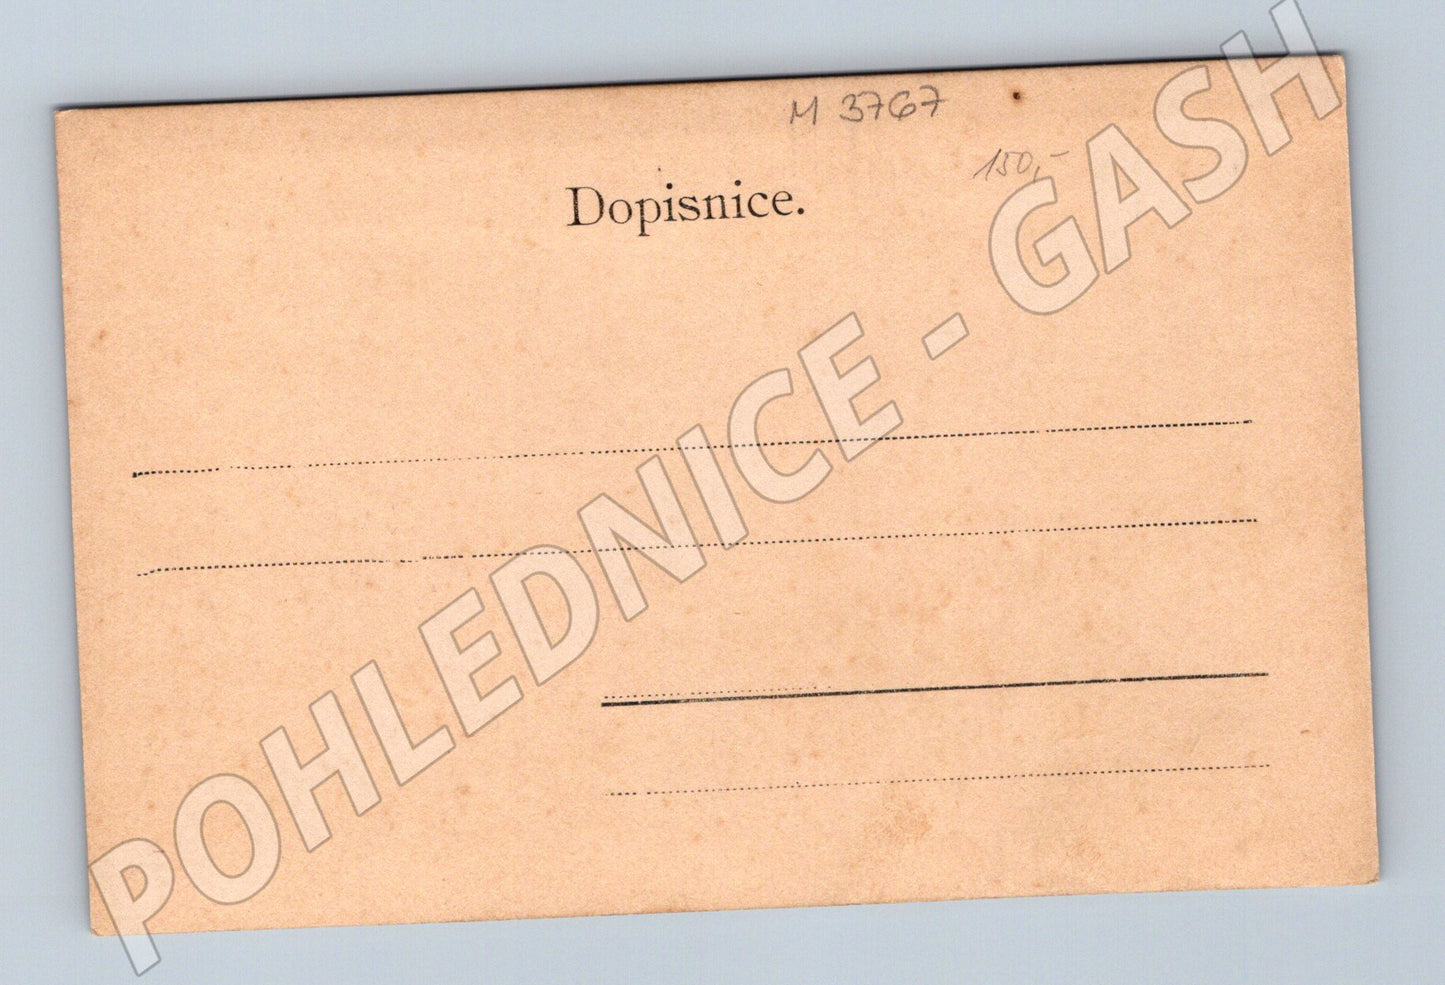 M 3767
150,-
Dopisnice.
POHLEDNICE - GASH